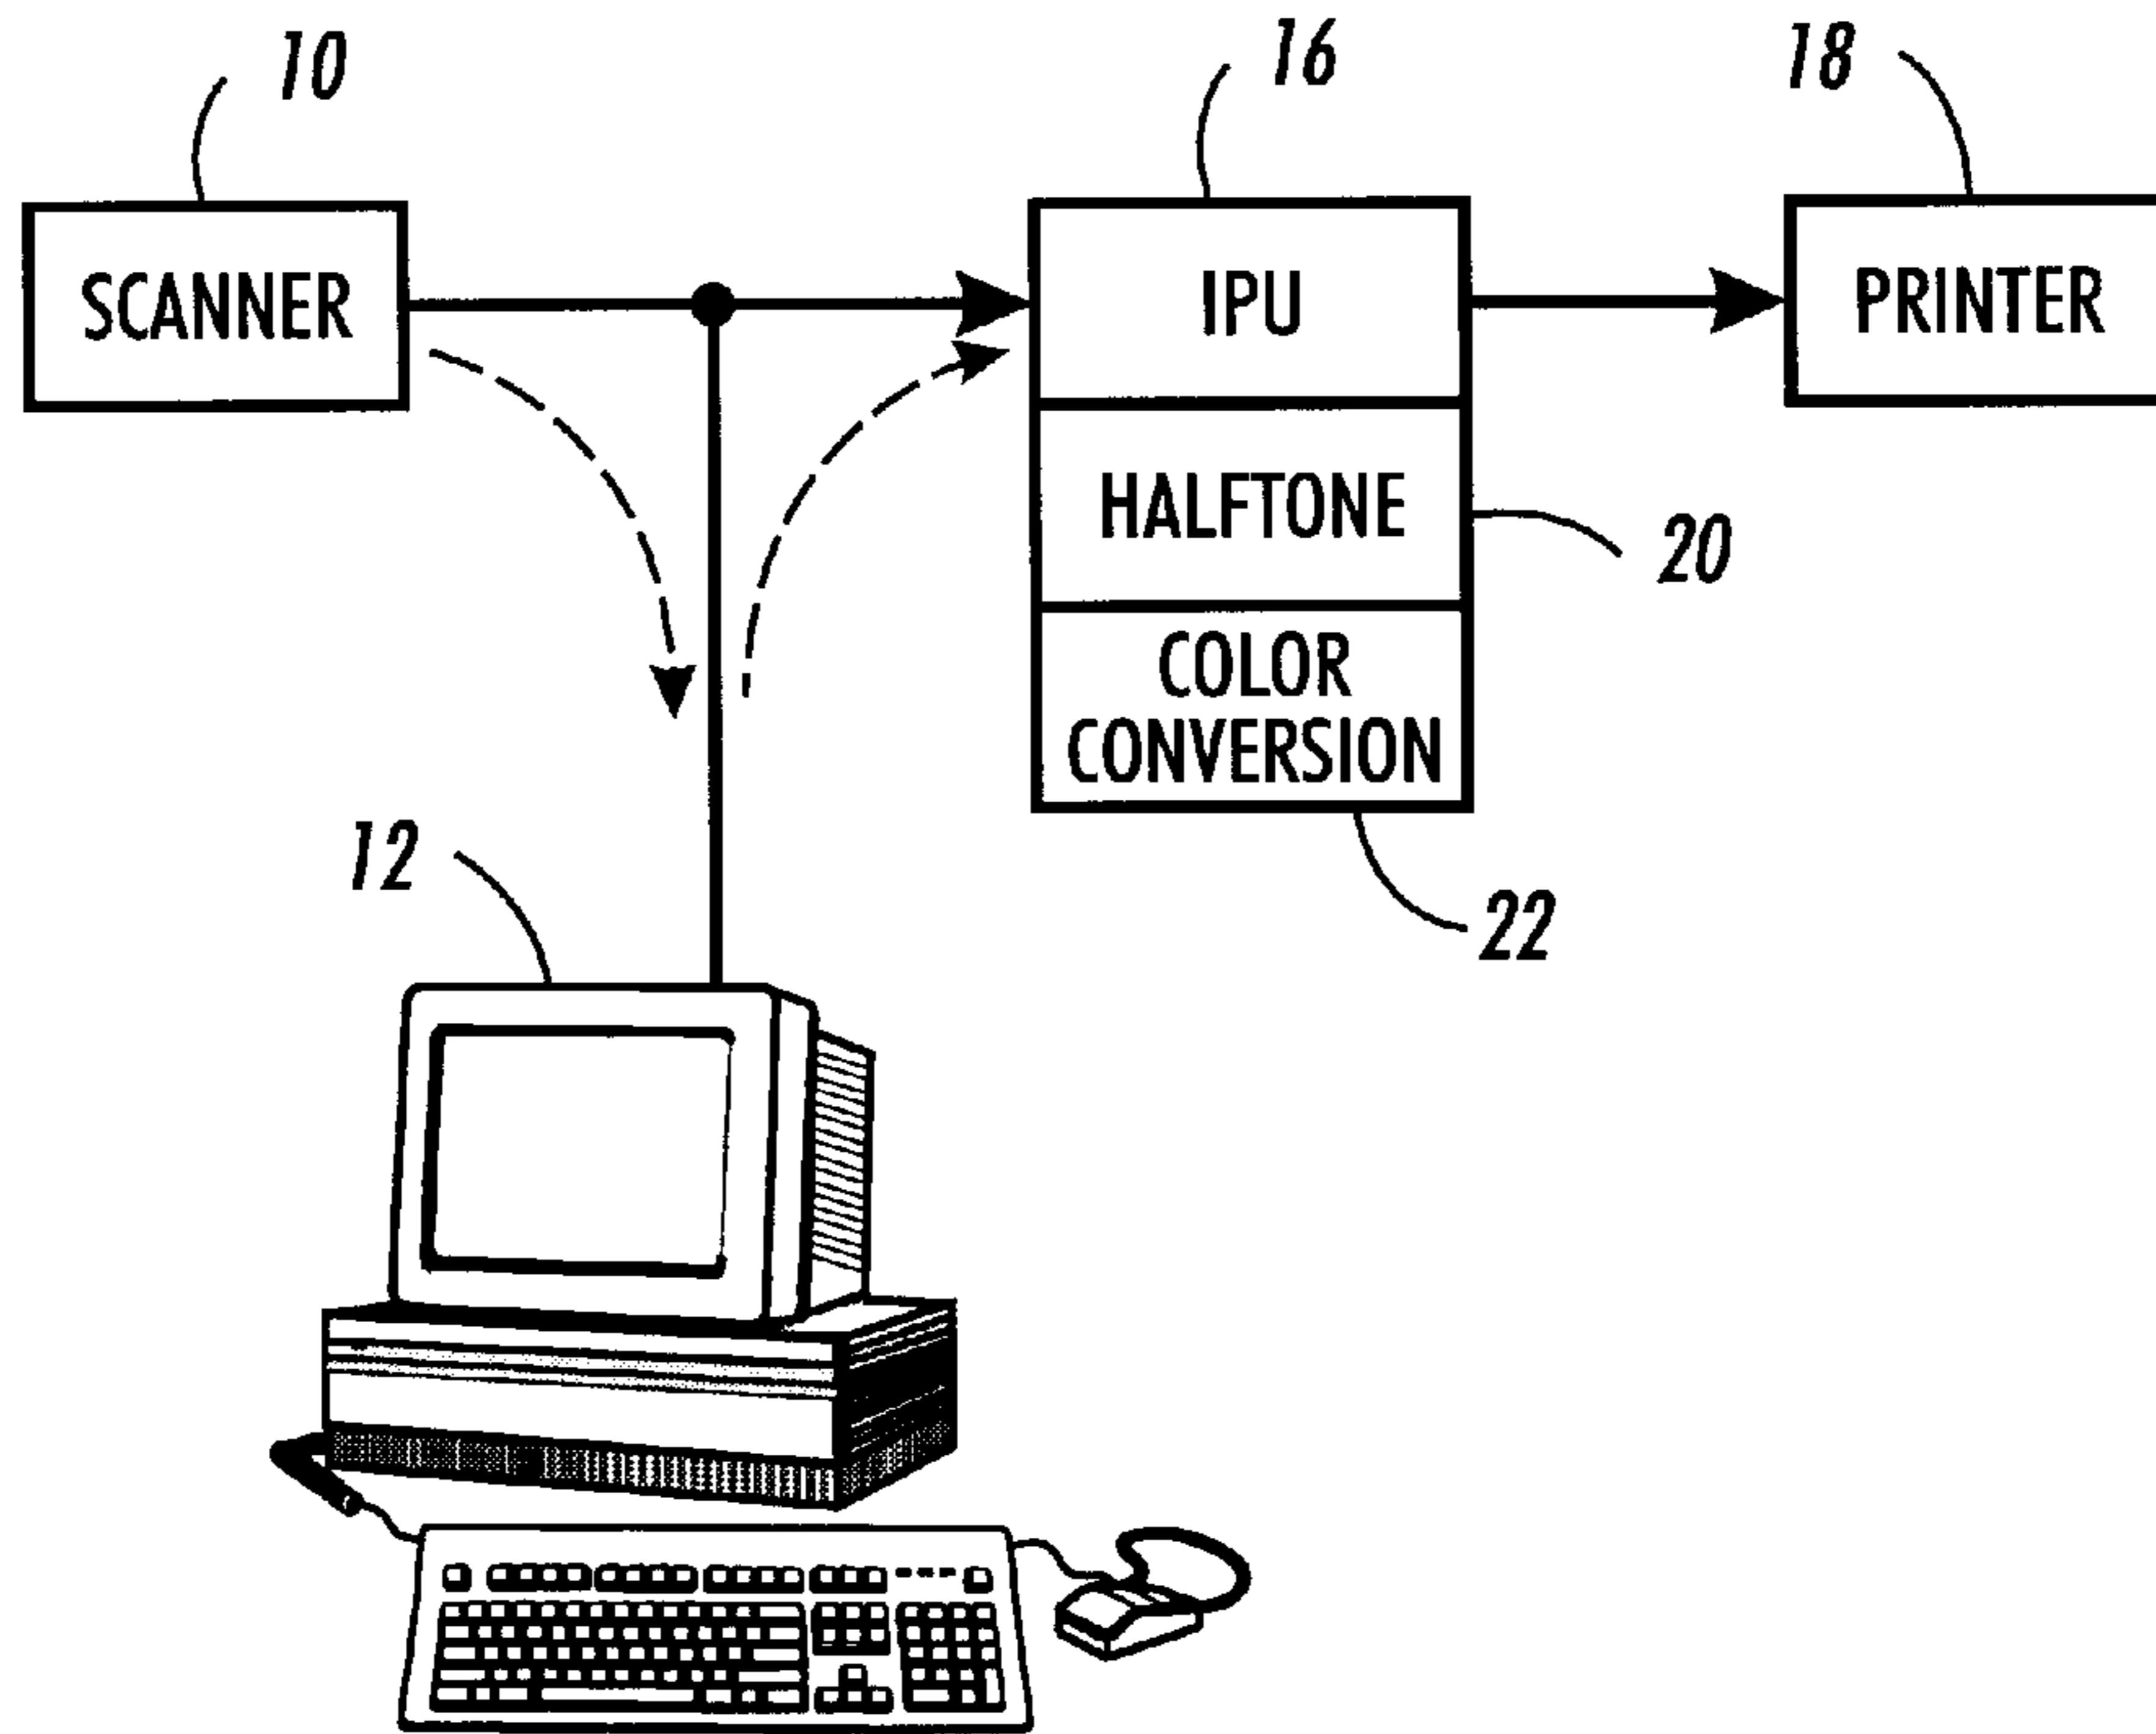 10
16
18
SCANNER
IPU
PRINTER
HALFTONE
20
COLOR
CONVERSION
12
22